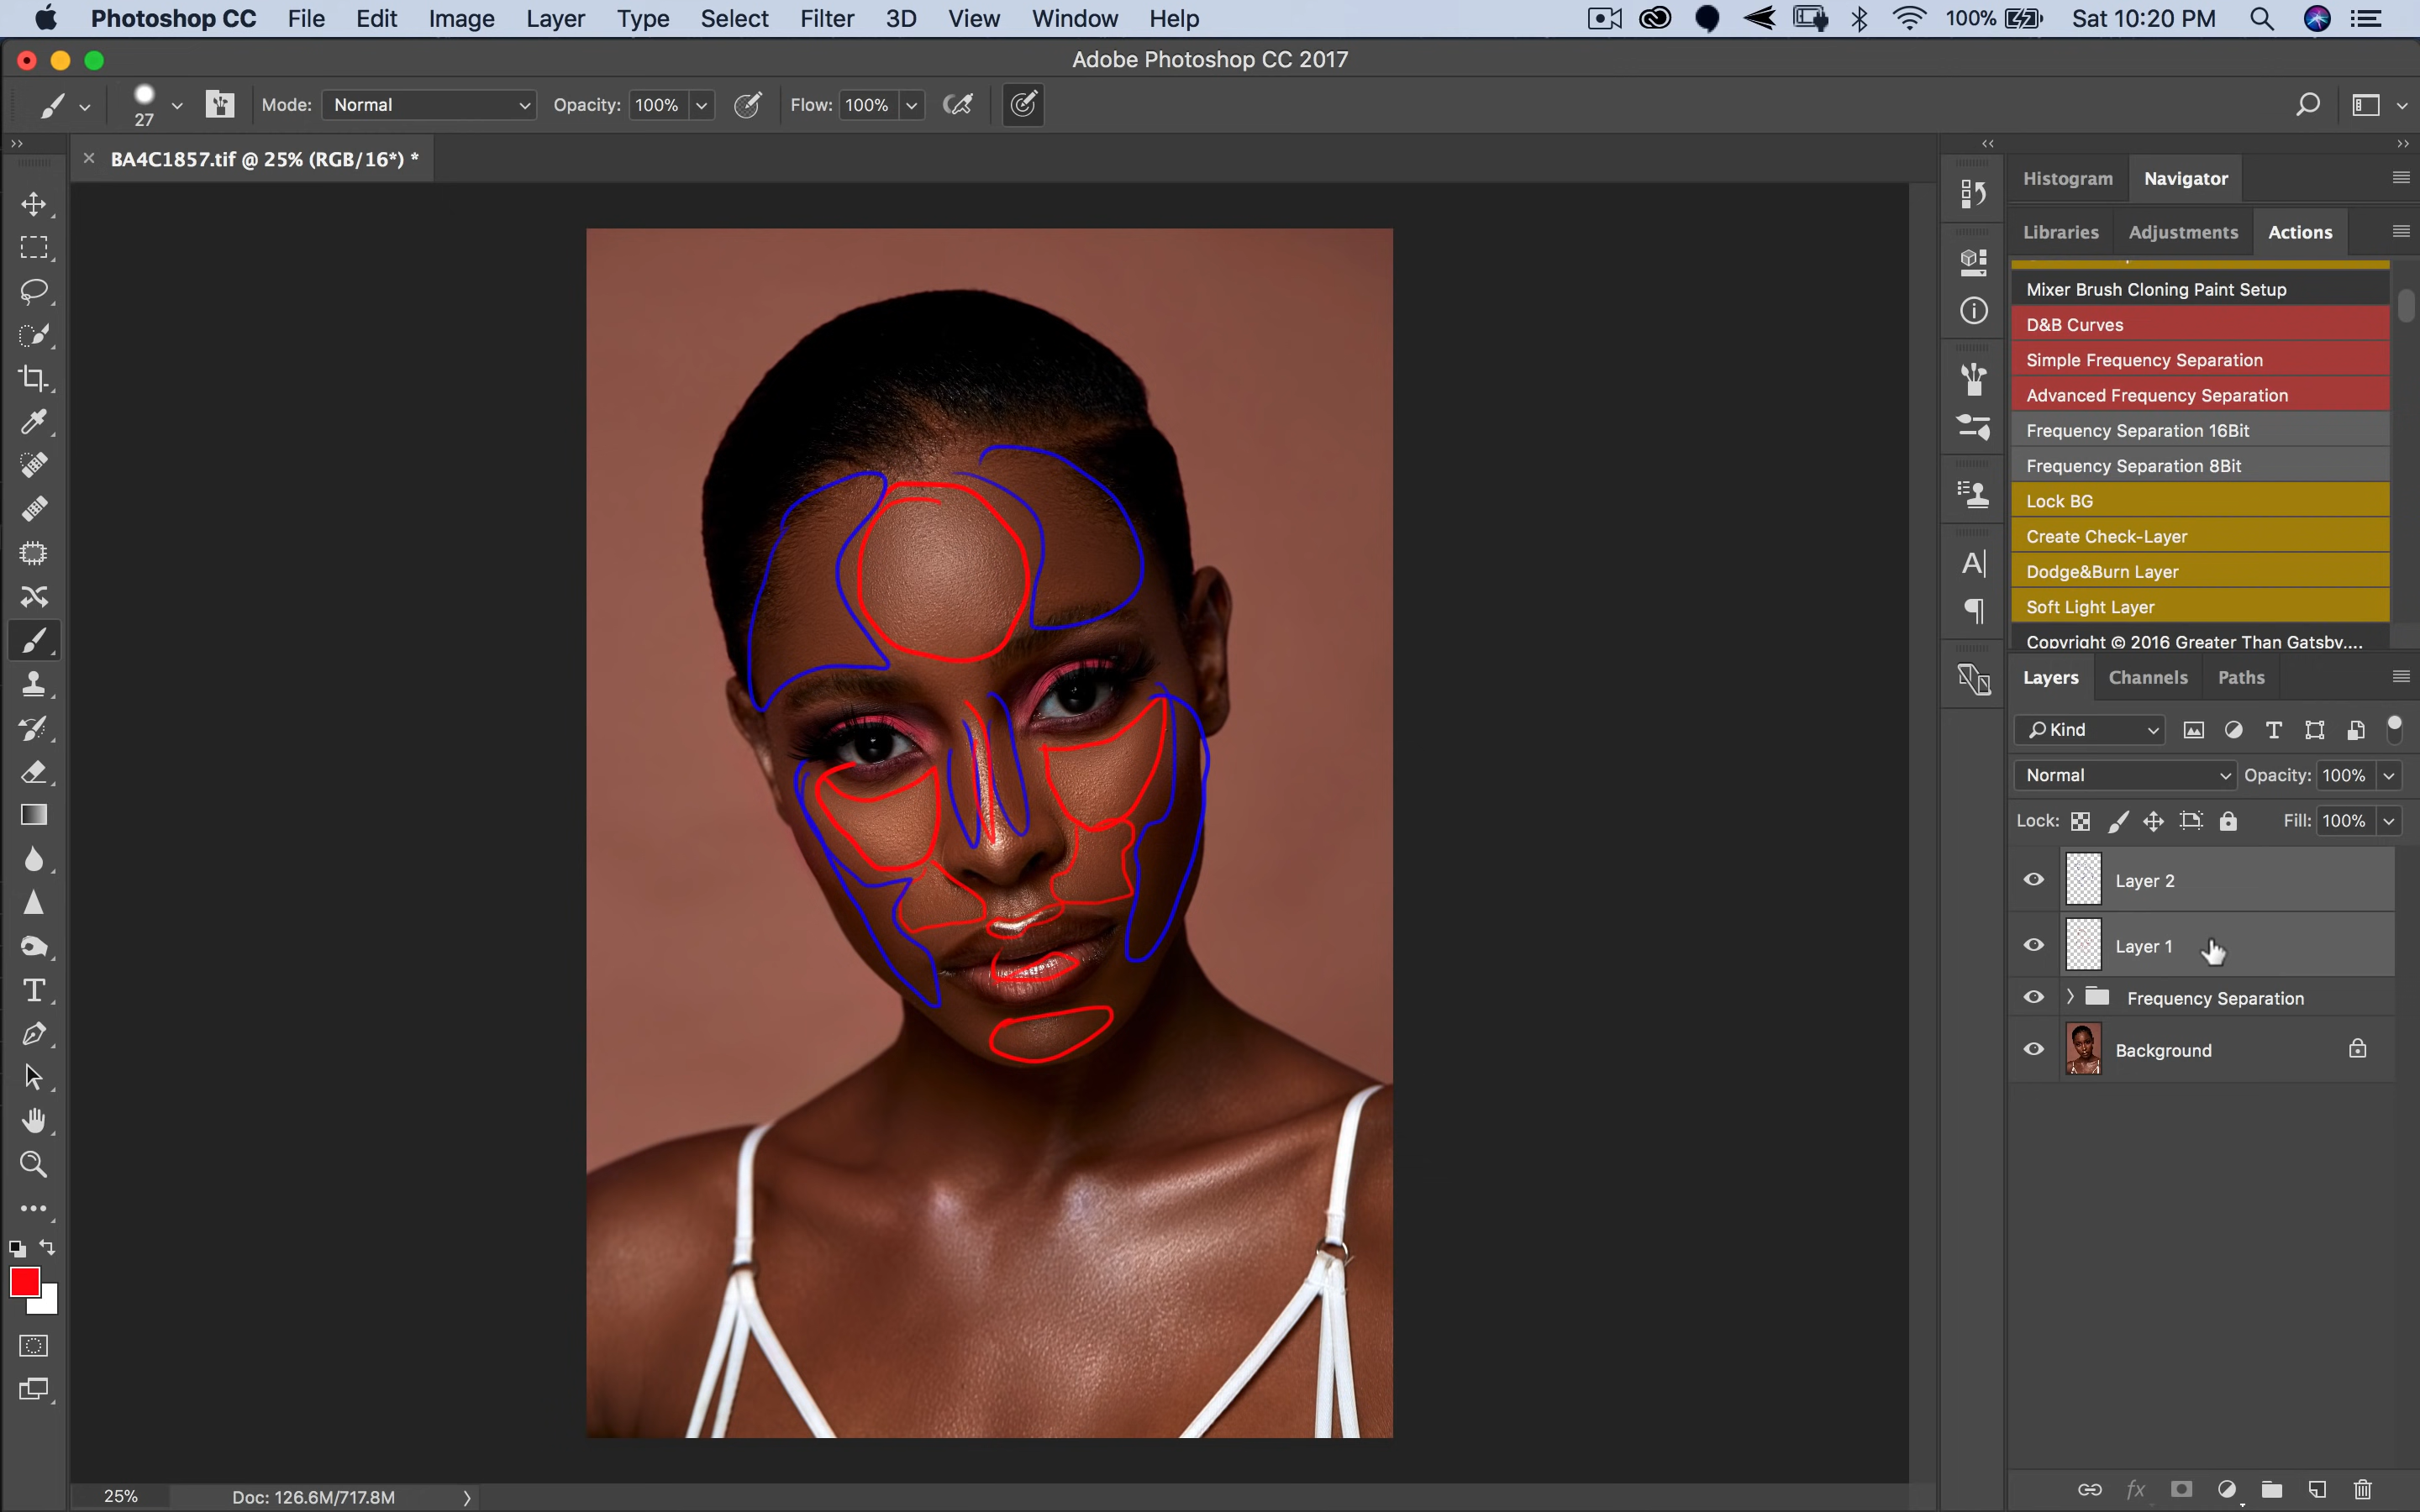 Photoshop CC File Edit Image Layer Type Select Filter 3D View Window Help 100% Sat 10:20 PM
Adobe Photoshop CC 2017
27 Mode: Normal Opacity: 100% Flow: 100%
BA4C1857.tif @ 25% (RGB/16*) *
Histogram Navigator
Libraries Adjustments Actions
Mixer Brush Cloning Paint Setup
D&B Curves
Simple Frequency Separation
Advanced Frequency Separation
Frequency Separation 16Bit
Frequency Separation 8Bit
Lock BG
Create Check-Layer
Dodge&Burn Layer
Soft Light Layer
Copyright © 2016 Greater Than Gatsby....
Layers Channels Paths
Kind
Normal Opacity: 100%
Lock: Fill: 100%
Layer 2
Layer 1
Frequency Separation
Background
fx
25% Doc: 126.6M/717.8M